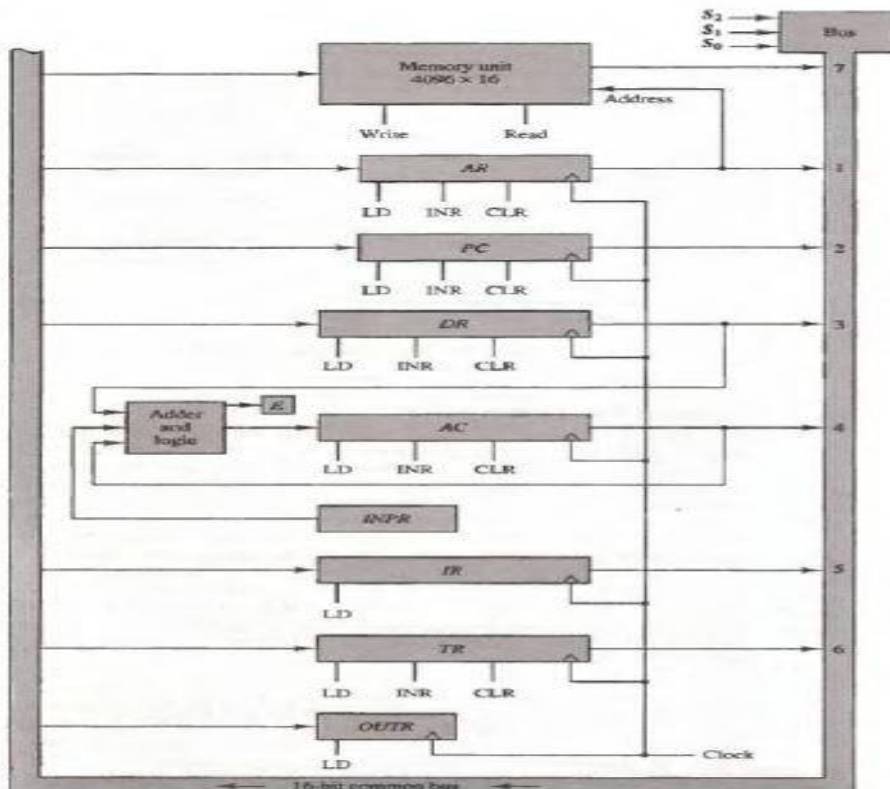 S2
S1
S0
Bus
Memory unit
4096 × 16
7
Address
Write Read
AR
1
LD INR CLR
PC
2
LD INR CLR
DR
3
LD INR CLR
Adder
and
logic
E
AC
4
LD INR CLR
INPR
IR
5
LD
TR
6
LD INR CLR
OUTR
LD
Clock
16-bit common bus